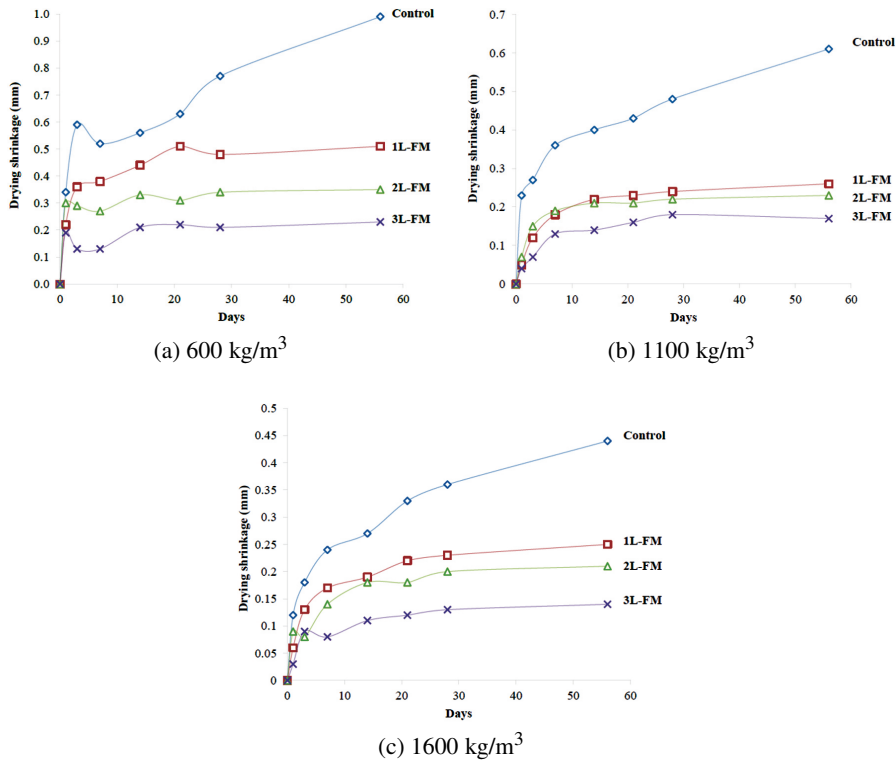 Drying shrinkage (mm)
1.0
0.9
0.8
0.7
0.6
0.5
0.4
0.3
0.2
0.1
0.0
0 10 20 30 40 50 60
Days
Control
1L-FM
2L-FM
3L-FM
(a) 600 kg/m³
Drying shrinkage (mm)
0.7
0.6
0.5
0.4
0.3
0.2
0.1
0
0 10 20 30 40 50 60
Days
Control
1L-FM
2L-FM
3L-FM
(b) 1100 kg/m³
Drying shrinkage (mm)
0.5
0.45
0.4
0.35
0.3
0.25
0.2
0.15
0.1
0.05
0
0 10 20 30 40 50 60
Days
Control
1L-FM
2L-FM
3L-FM
(c) 1600 kg/m³